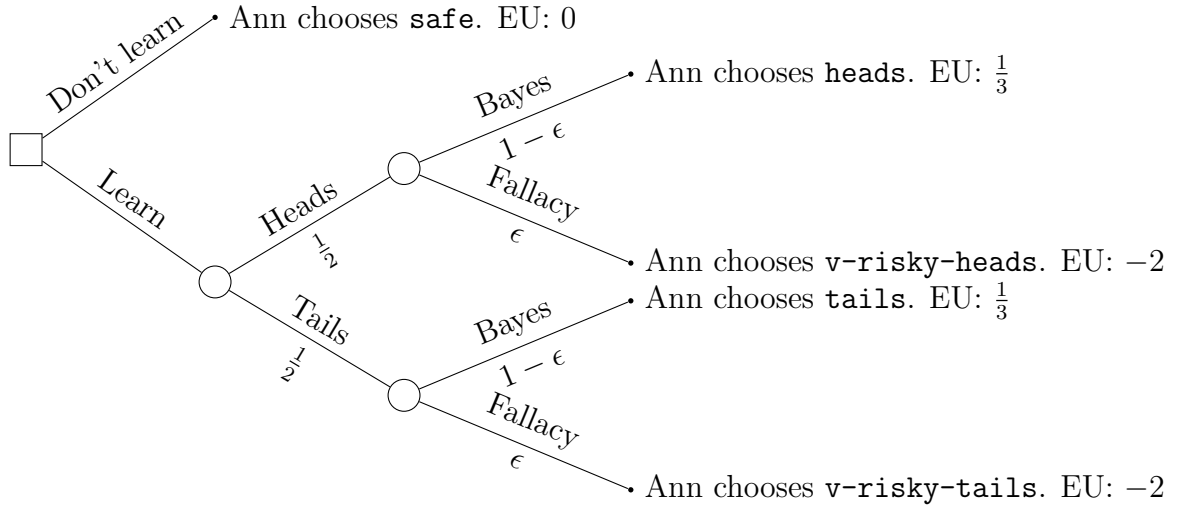 Don't learn
Ann chooses safe. EU: 0
Learn
Heads
1/2
Bayes
1 − ϵ
Ann chooses heads. EU: 1/3
Fallacy
ϵ
Ann chooses v-risky-heads. EU: −2
Tails
1/2
Bayes
1 − ϵ
Ann chooses tails. EU: 1/3
Fallacy
ϵ
Ann chooses v-risky-tails. EU: −2